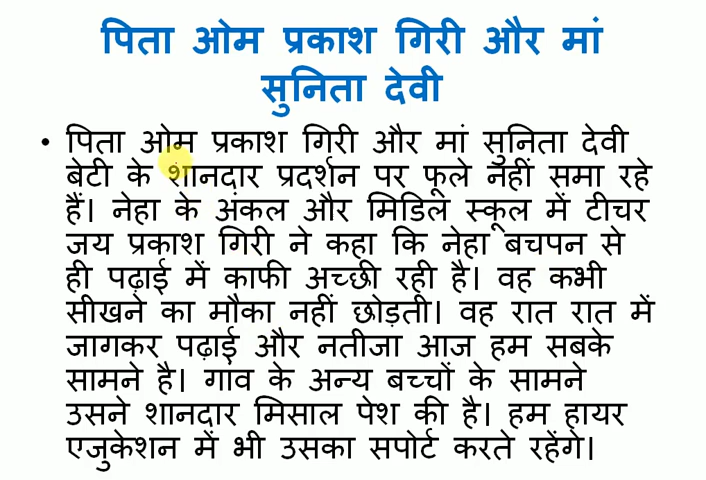 पिता ओम प्रकाश गिरी और मां
सुनिता देवी
• पिता ओम प्रकाश गिरी और मां सुनिता देवी
बेटी के शानदार प्रदर्शन पर फूले नहीं समा रहे
हैं। नेहा के अंकल और मिडिल स्कूल में टीचर
जय प्रकाश गिरी ने कहा कि नेहा बचपन से
ही पढ़ाई में काफी अच्छी रही है। वह कभी
सीखने का मौका नहीं छोड़ती। वह रात रात में
जागकर पढ़ाई और नतीजा आज हम सबके
सामने है। गांव के अन्य बच्चों के सामने
उसने शानदार मिसाल पेश की है। हम हायर
एजुकेशन में भी उसका सपोर्ट करते रहेंगे।